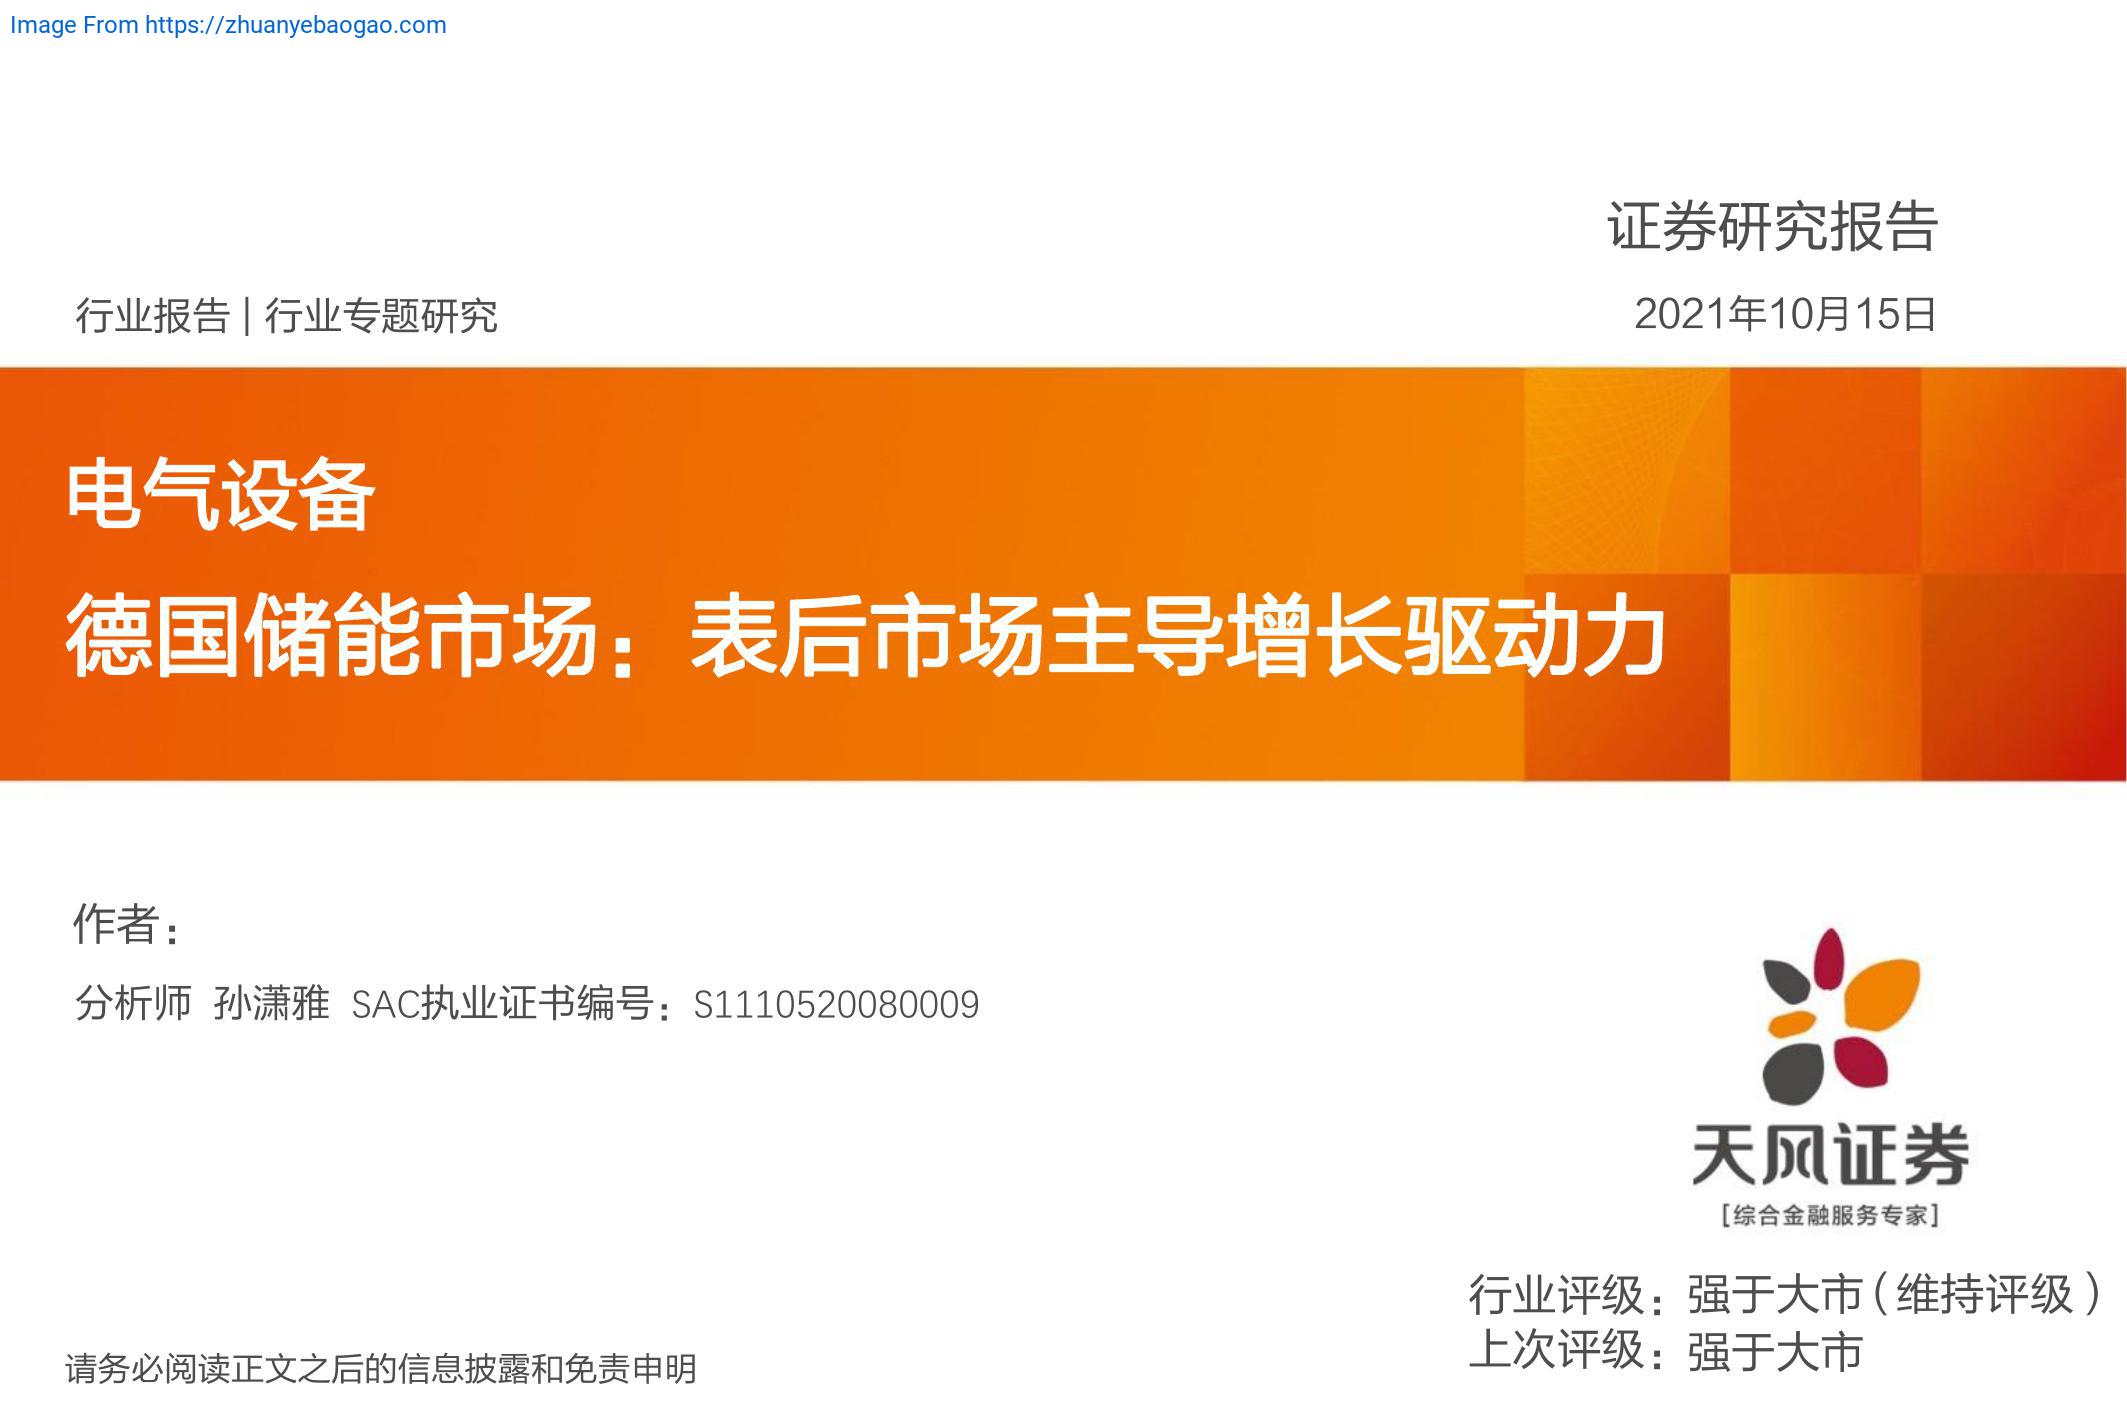 Image From https://zhuanyebaogao.com
证券研究报告
行业报告 | 行业专题研究
2021年10月15日
电气设备
德国储能市场：表后市场主导增长驱动力
作者：
分析师 孙潇雅 SAC执业证书编号：S1110520080009
天风证券
[综合金融服务专家]
行业评级：强于大市（维持评级）
上次评级：强于大市
请务必阅读正文之后的信息披露和免责申明